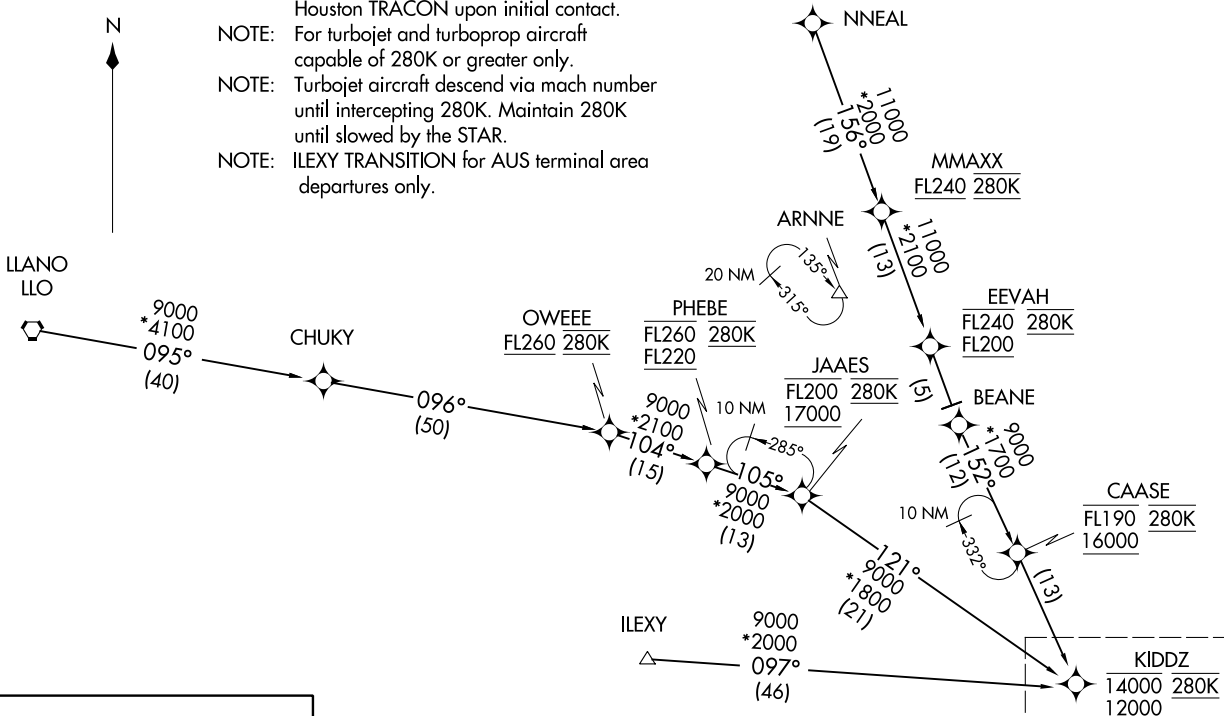 Houston TRACON upon initial contact.
NOTE: For turbojet and turboprop aircraft
capable of 280K or greater only.
NOTE: Turbojet aircraft descend via mach number
until intercepting 280K. Maintain 280K
until slowed by the STAR.
NOTE: ILEXY TRANSITION for AUS terminal area
departures only.
N
NNEAL
11000
*2000
156°
(19)
MMAXX
FL240 280K
11000
*2100
(13)
ARNNE
20 NM
135°
315°
EEVAH
FL240 280K
FL200
(5)
BEANE
9000
*1700
152°
(12)
LLANO
LLO
9000
*4100
095°
(40)
CHUKY
096°
(50)
OWEEE
FL260 280K
9000
*2100
104°
(15)
PHEBE
FL260 280K
FL220
10 NM
285°
105°
9000
*2000
(13)
JAAES
FL200 280K
17000
10 NM
332°
CAASE
FL190 280K
16000
(13)
121°
9000
*1800
(21)
ILEXY
9000
*2000
097°
(46)
KIDDZ
14000 280K
12000